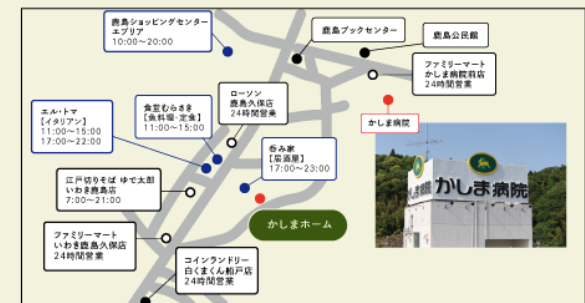 鹿島ショッピングセンター
エブリア
10:00～20:00
鹿島ブックセンター
鹿島公民館
ファミリーマート
かしま病院前店
24時間営業
ローソン
鹿島久保店
24時間営業
食堂むらさき
【魚料理・定食】
11:00～15:00
エル・トマ
【イタリアン】
11:00～15:00
17:00～22:00
かしま病院
呑み家
【居酒屋】
17:00～23:00
江戸切りそば ゆで太郎
いわき鹿島店
7:00～21:00
かしまホーム
ファミリーマート
いわき鹿島久保店
24時間営業
コインランドリー
白くまくん船戸店
24時間営業
かしま病院
かしま病院